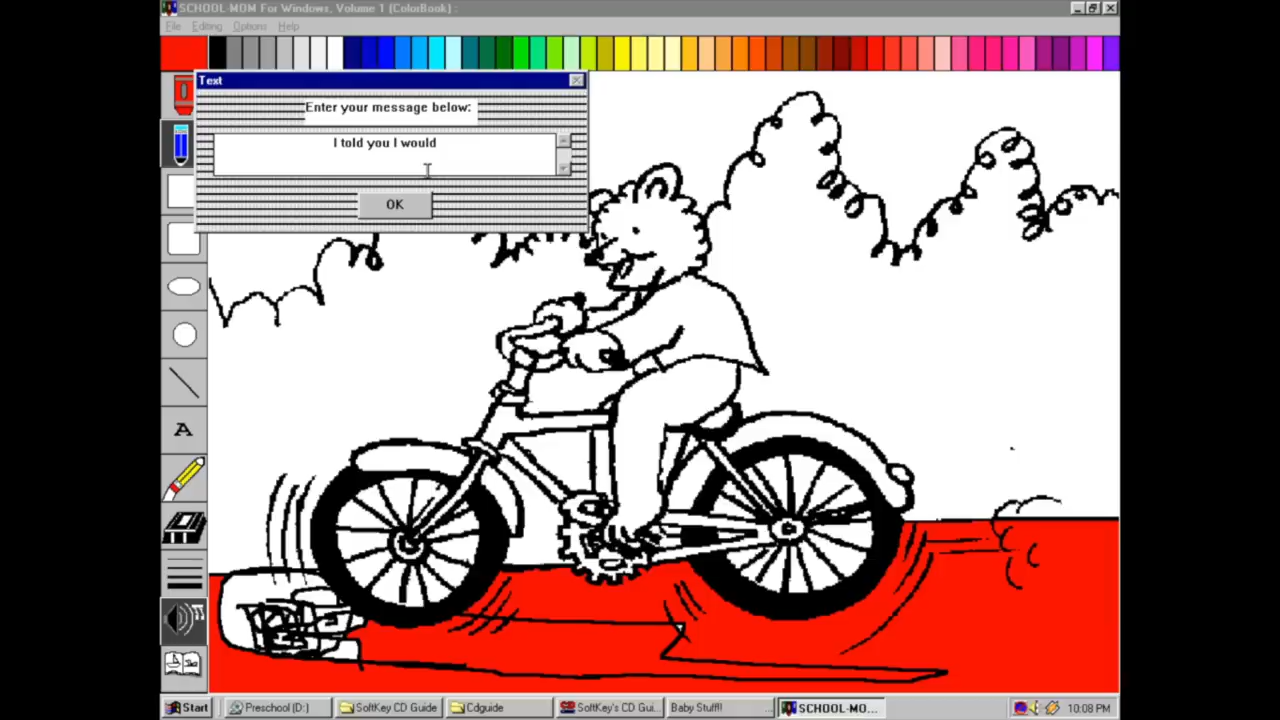 SCHOOL-MOM For Windows, Volume 1 (ColorBook) :
File Editing Options Help
Text
Enter your message below:
I told you I would
OK
A
Start
Preschool (D:)
SoftKey CD Guide
Cdguide
SoftKey's CD Gui...
Baby Stuff!! ...
SCHOOL-MO...
10:08 PM